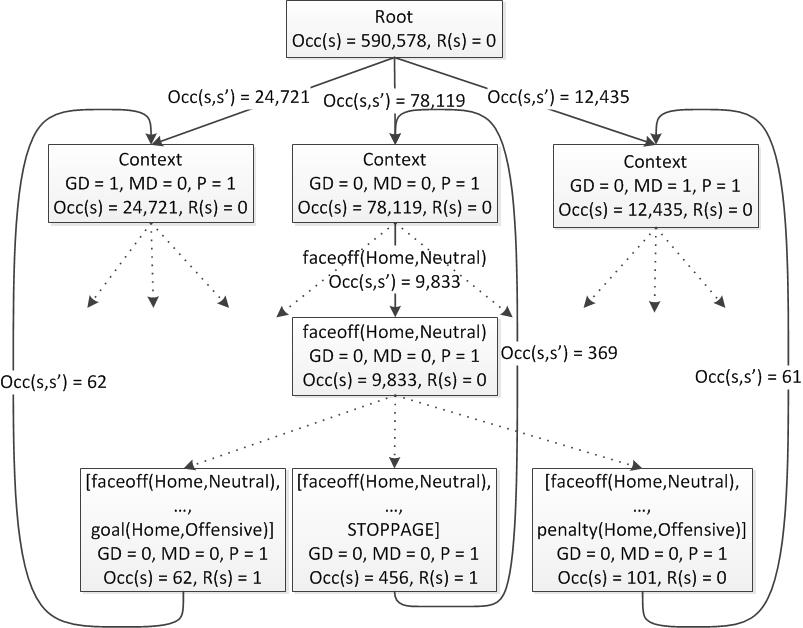 Root
Occ(s) = 590,578, R(s) = 0
Occ(s,s’) = 24,721
Occ(s,s’) = 78,119
Occ(s,s’) = 12,435
Context
GD = 1, MD = 0, P = 1
Occ(s) = 24,721, R(s) = 0
Context
GD = 0, MD = 0, P = 1
Occ(s) = 78,119, R(s) = 0
Context
GD = 0, MD = 1, P = 1
Occ(s) = 12,435, R(s) = 0
faceoff(Home,Neutral)
Occ(s,s’) = 9,833
faceoff(Home,Neutral)
GD = 0, MD = 0, P = 1
Occ(s) = 9,833, R(s) = 0
Occ(s,s’) = 62
Occ(s,s’) = 369
Occ(s,s’) = 61
[faceoff(Home,Neutral),
...,
goal(Home,Offensive)]
GD = 0, MD = 0, P = 1
Occ(s) = 62, R(s) = 1
[faceoff(Home,Neutral),
...,
STOPPAGE]
GD = 0, MD = 0, P = 1
Occ(s) = 456, R(s) = 1
[faceoff(Home,Neutral),
...,
penalty(Home,Offensive)]
GD = 0, MD = 0, P = 1
Occ(s) = 101, R(s) = 0